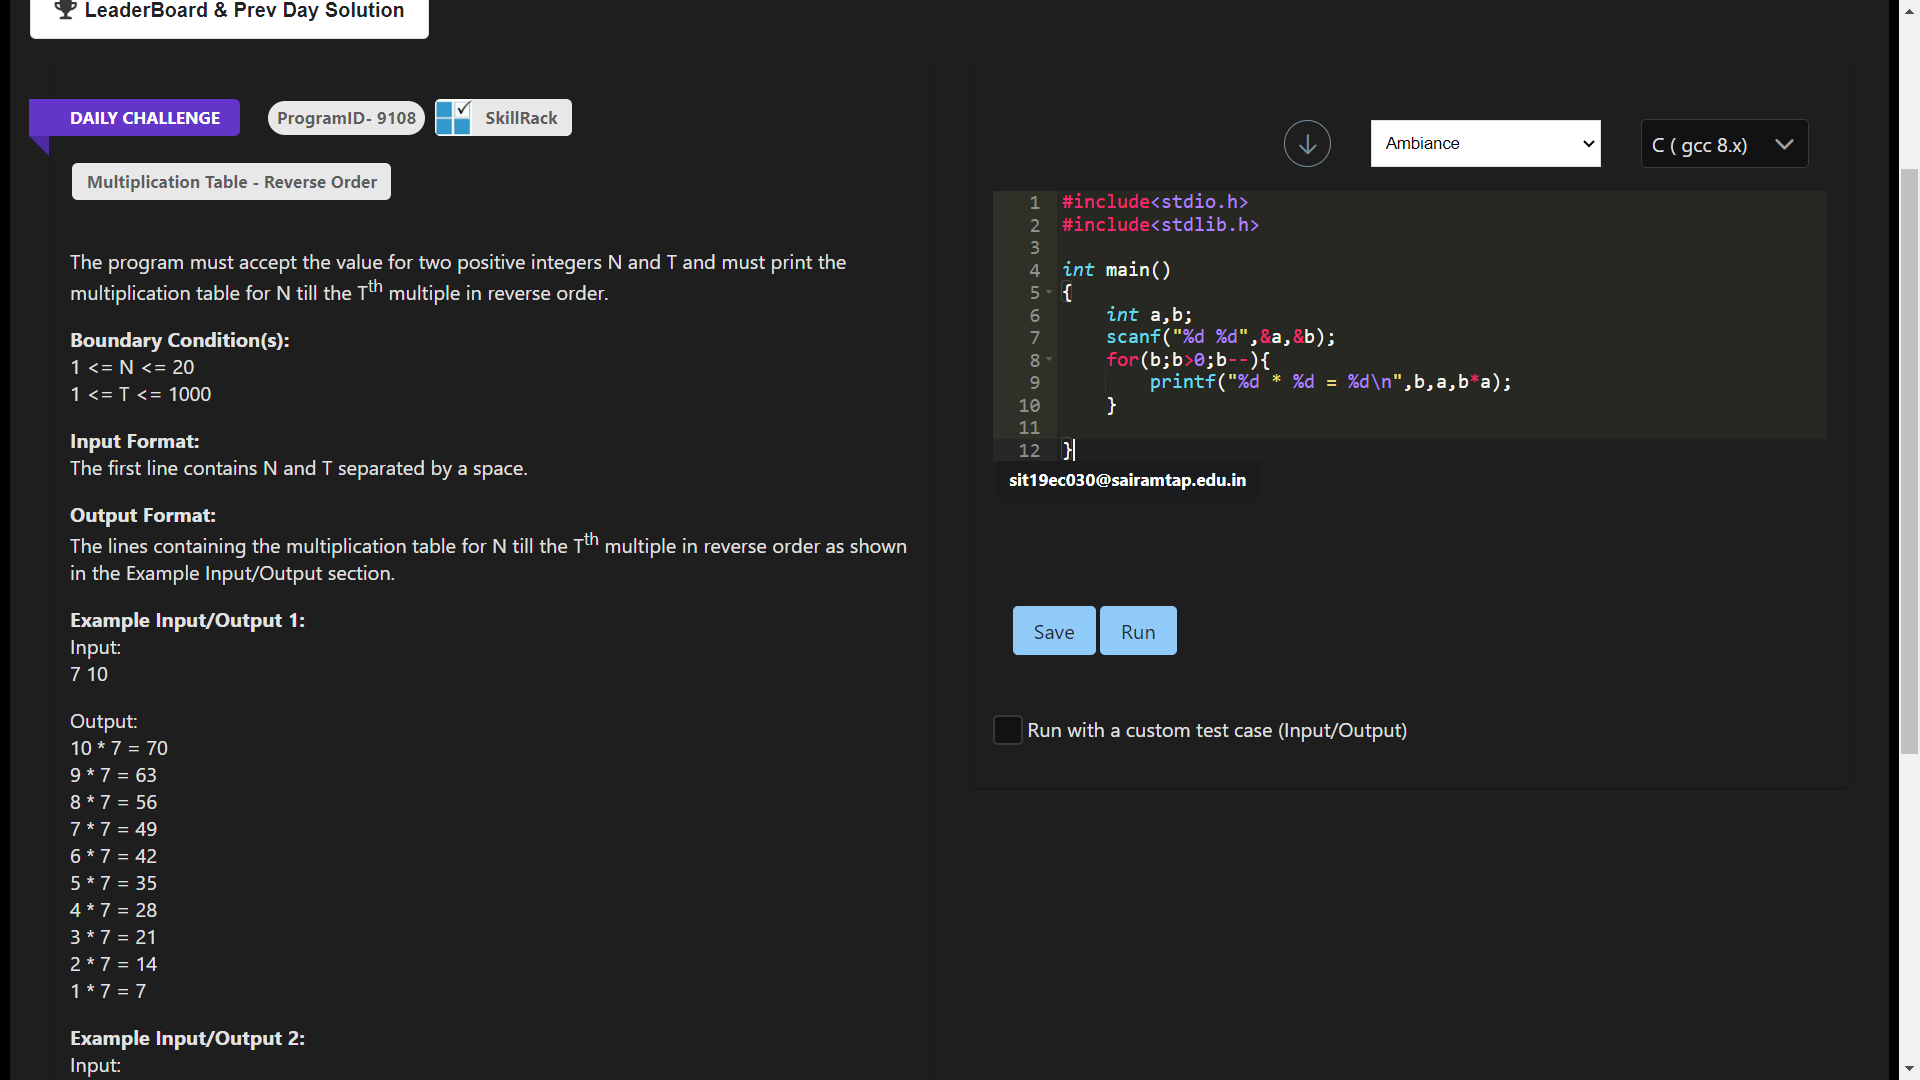 LeaderBoard & Prev Day Solution
DAILY CHALLENGE
ProgramID- 9108
SkillRack
Multiplication Table - Reverse Order
The program must accept the value for two positive integers N and T and must print the
multiplication table for N till the Tth multiple in reverse order.
Boundary Condition(s):
1 <= N <= 20
1 <= T <= 1000
Input Format:
The first line contains N and T separated by a space.
Output Format:
The lines containing the multiplication table for N till the Tth multiple in reverse order as shown
in the Example Input/Output section.
Example Input/Output 1:
Input:
7 10
Output:
10 * 7 = 70
9 * 7 = 63
8 * 7 = 56
7 * 7 = 49
6 * 7 = 42
5 * 7 = 35
4 * 7 = 28
3 * 7 = 21
2 * 7 = 14
1 * 7 = 7
Example Input/Output 2:
Input:
Ambiance
C ( gcc 8.x)
1 #include<stdio.h>
2 #include<stdlib.h>
3
4 int main()
5 {
6 int a,b;
7 scanf("%d %d",&a,&b);
8 for(b;b>0;b--){
9 printf("%d * %d = %d\n",b,a,b*a);
10 }
11
12 }
sit19ec030@sairamtap.edu.in
Save
Run
Run with a custom test case (Input/Output)